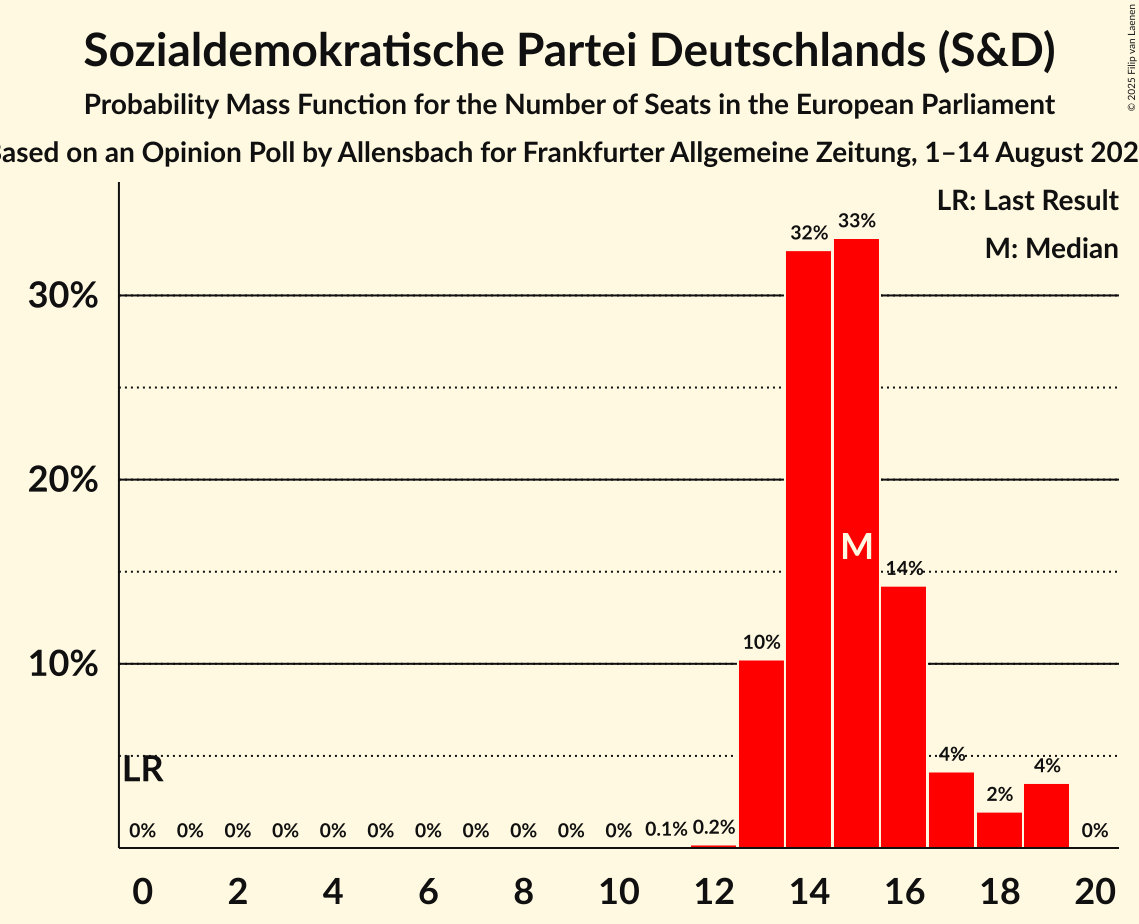 Sozialdemokratische Partei Deutschlands (S&D)
Probability Mass Function for the Number of Seats in the European Parliament
ased on an Opinion Poll by Allensbach for Frankfurter Allgemeine Zeitung, 1–14 August 202
© 2025 Filip van Laenen
LR: Last Result
M: Median
30%
20%
10%
LR
M
0% 0% 0% 0% 0% 0% 0% 0% 0% 0% 0% 0.1% 0.2% 10% 32% 33% 14% 4% 2% 4% 0%
0 2 4 6 8 10 12 14 16 18 20